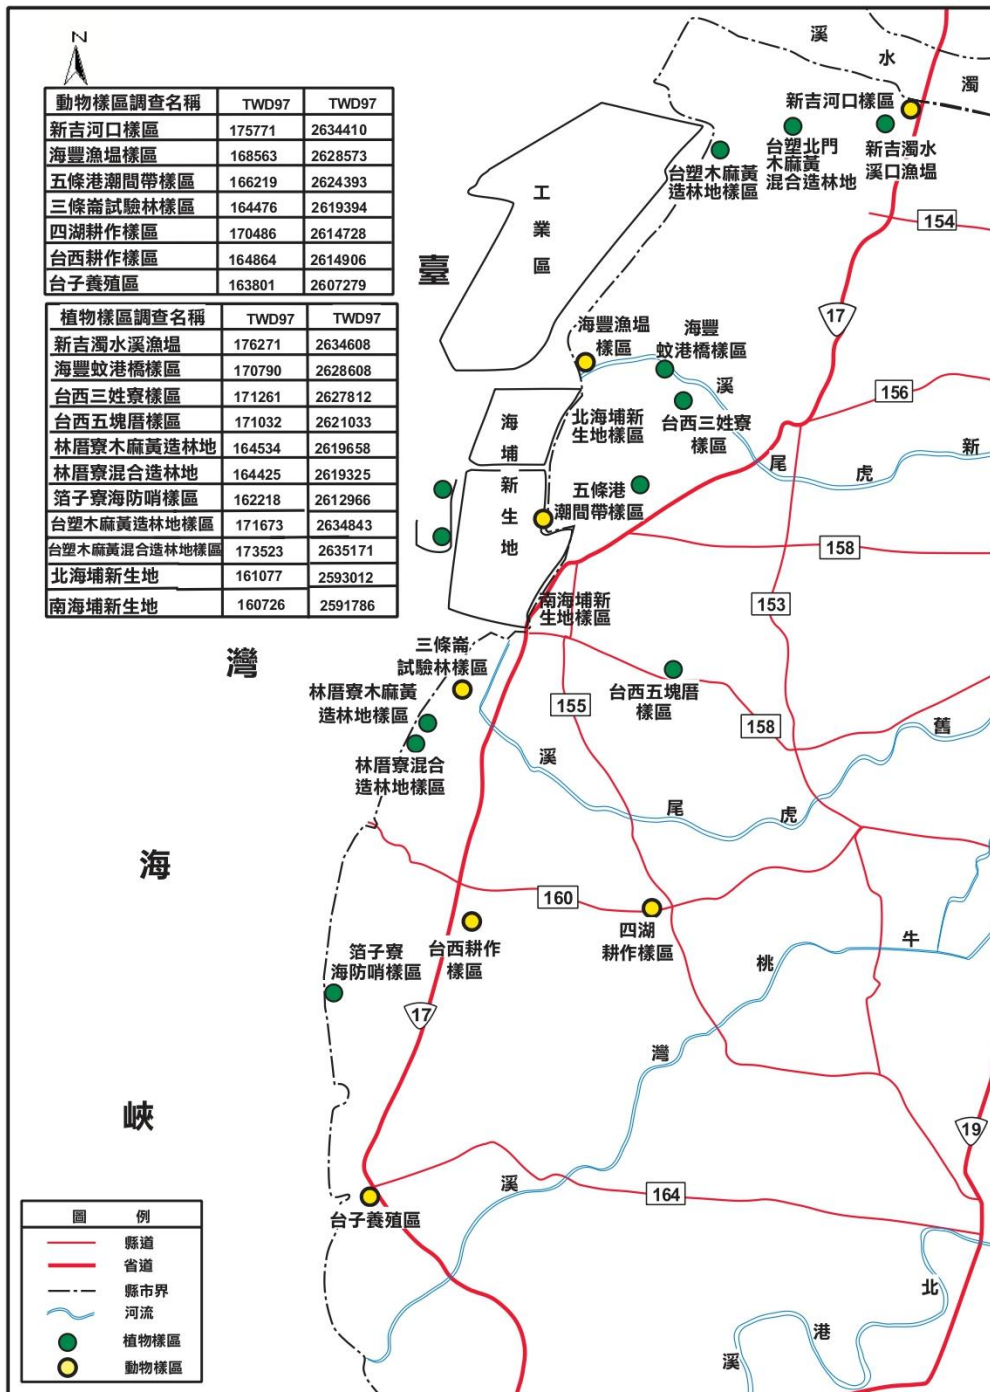 N
動物樣區調查名稱 TWD97 TWD97
新吉河口樣區 175771 2634410
海豐漁塭樣區 168563 2628573
五條港潮間帶樣區 166219 2624393
三條崙試驗林樣區 164476 2619394
四湖耕作樣區 170486 2614728
台西耕作樣區 164864 2614906
台子養殖區 163801 2607279
植物樣區調查名稱 TWD97 TWD97
新吉濁水溪漁塭 176271 2634608
海豐蚊港橋樣區 170790 2628608
台西三姓寮樣區 171261 2627812
台西五塊厝樣區 171032 2621033
林厝寮木麻黃造林地 164534 2619658
林厝寮混合造林地 164425 2619325
箔子寮海防哨樣區 162218 2612966
台塑木麻黃造林地樣區 171673 2634843
台塑木麻黃混合造林地樣區 173523 2635171
北海埔新生地 161077 2593012
南海埔新生地 160726 2591786
溪
水
濁
新吉河口樣區
台塑木麻黃
造林地樣區
台塑北門
木麻黃
混合造林地
新吉濁水
溪口漁塭
工
業
區
154
17
臺
灣
海
峽
海豐漁塭
樣區
海豐
蚊港橋樣區
156
溪
尾
虎
新
海
埔
新
生
地
北海埔新
生地樣區
台西三姓寮
樣區
五條港
潮間帶樣區
158
153
南海埔新
生地樣區
三條崙
試驗林樣區
台西五塊厝
樣區
155
158
林厝寮木麻黃
造林地樣區
林厝寮混合
造林地樣區
溪
尾
虎
舊
160
台西耕作
樣區
四湖
耕作樣區
箔子寮
海防哨樣區
17
牛
桃
灣
溪
19
164
台子養殖區
北
港
溪
圖 例
縣道
省道
縣市界
河流
植物樣區
動物樣區